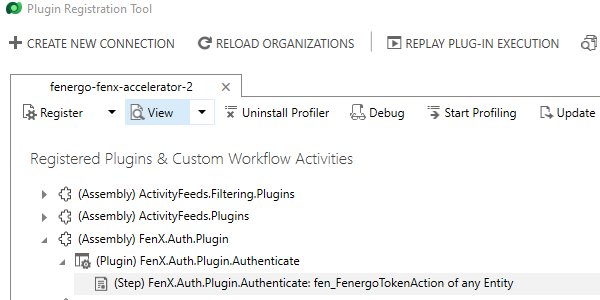 Plugin Registration Tool
CREATE NEW CONNECTION RELOAD ORGANIZATIONS REPLAY PLUG-IN EXECUTION
fenergo-fenx-accelerator-2
Register View Uninstall Profiler Debug Start Profiling Update
Registered Plugins & Custom Workflow Activities
(Assembly) ActivityFeeds.Filtering.Plugins
(Assembly) ActivityFeeds.Plugins
(Assembly) FenX.Auth.Plugin
(Plugin) FenX.Auth.Plugin.Authenticate
(Step) FenX.Auth.Plugin.Authenticate: fen_FenergoTokenAction of any Entity